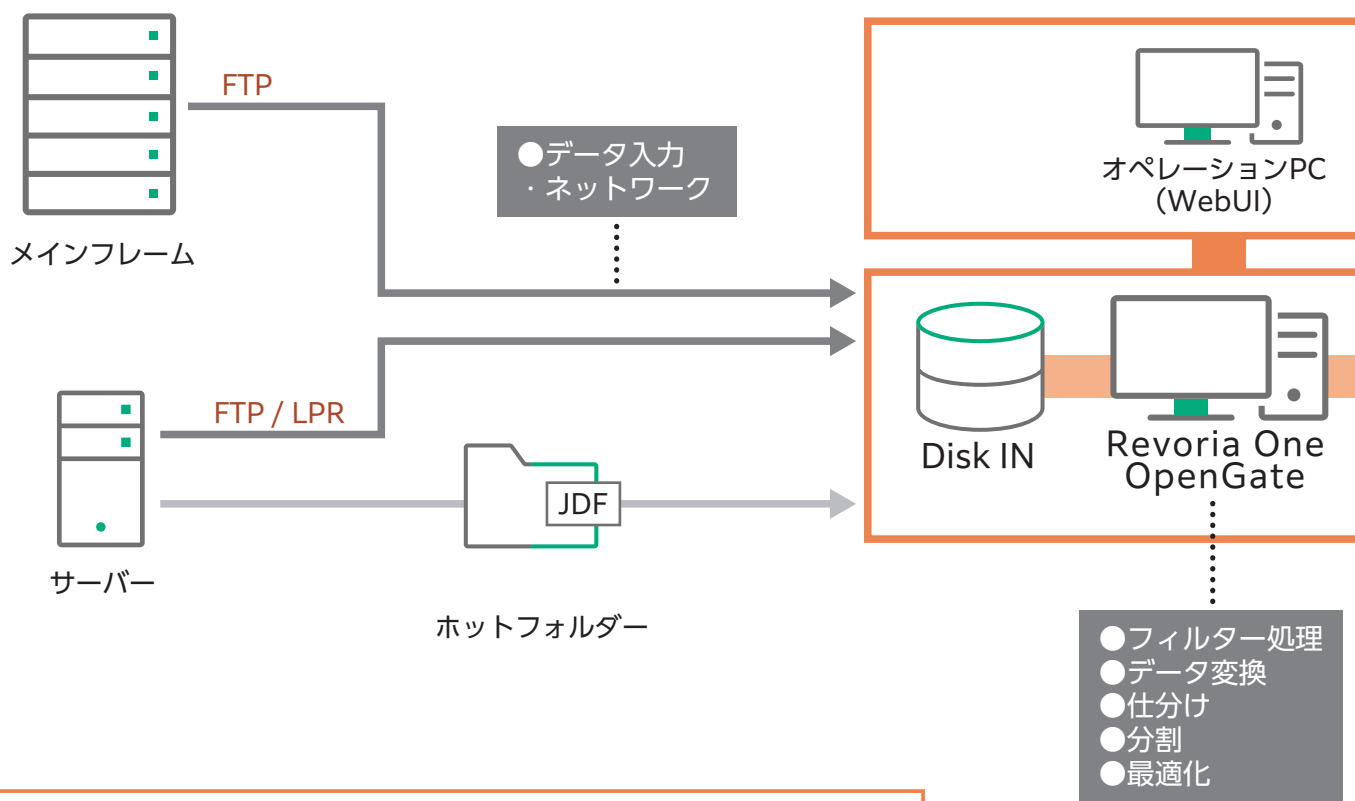 FTP
メインフレーム
●データ入力
・ネットワーク
オペレーションPC
（WebUI）
FTP / LPR
サーバー
JDF
ホットフォルダー
Disk IN
Revoria One
OpenGate
●フィルター処理
●データ変換
●仕分け
●分割
●最適化